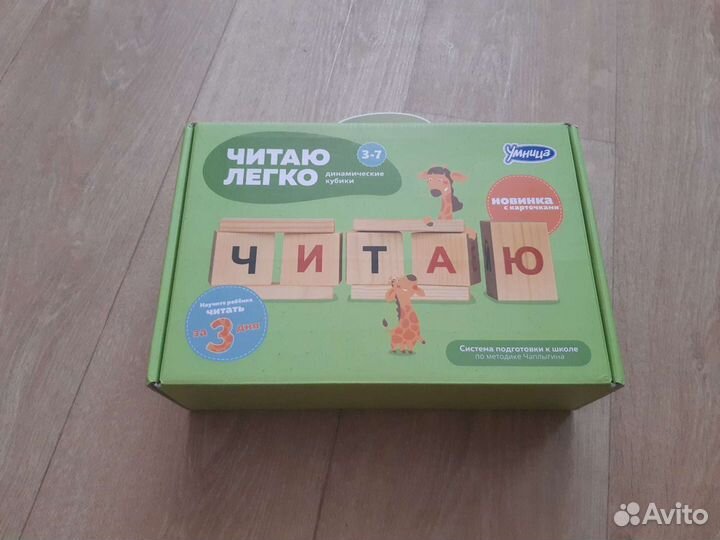 ЧИТАЮ
ЛЕГКО
3-7
динамические
кубики
Умница
НОВИНКА
с карточками
Ч И Т А Ю
Научите ребёнка
читать
за 3 дня
Система подготовки к школе
по методике Чаплыгина
Avito